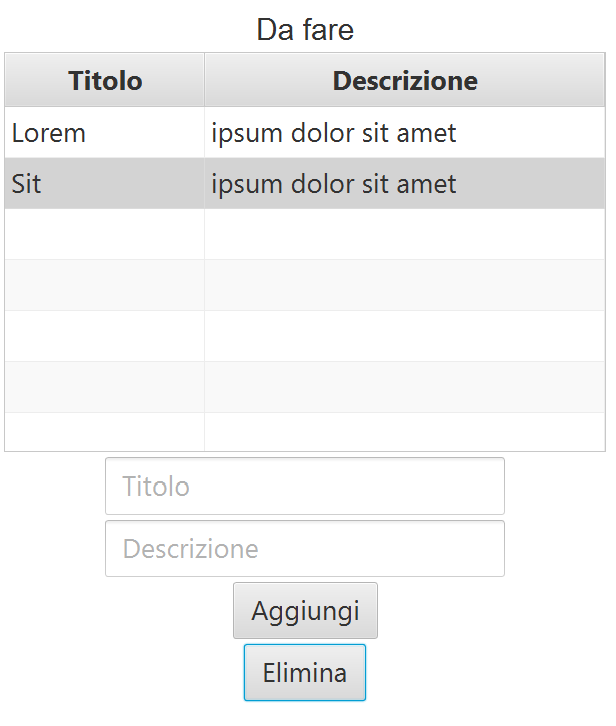 Da fare
Titolo Descrizione
Lorem ipsum dolor sit amet
Sit ipsum dolor sit amet
Titolo
Descrizione
Aggiungi
Elimina